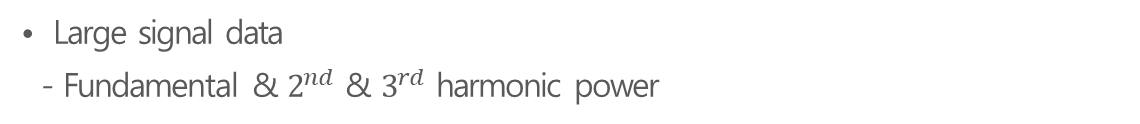 • Large signal data
- Fundamental & 2ⁿᵈ & 3ʳᵈ harmonic power